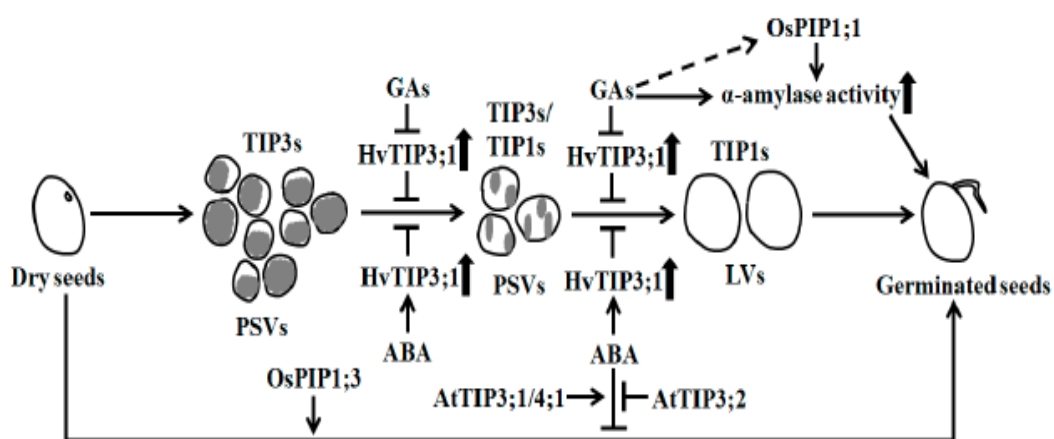 OsPIP1;1
GAs
GAs
α-amylase activity
TIP3s
TIP3s/
TIP1s
HvTIP3;1
HvTIP3;1
TIP1s
Dry seeds
HvTIP3;1
PSVs
HvTIP3;1
LVs
Germinated seeds
PSVs
ABA
ABA
OsPIP1;3
AtTIP3;1/4;1
AtTIP3;2